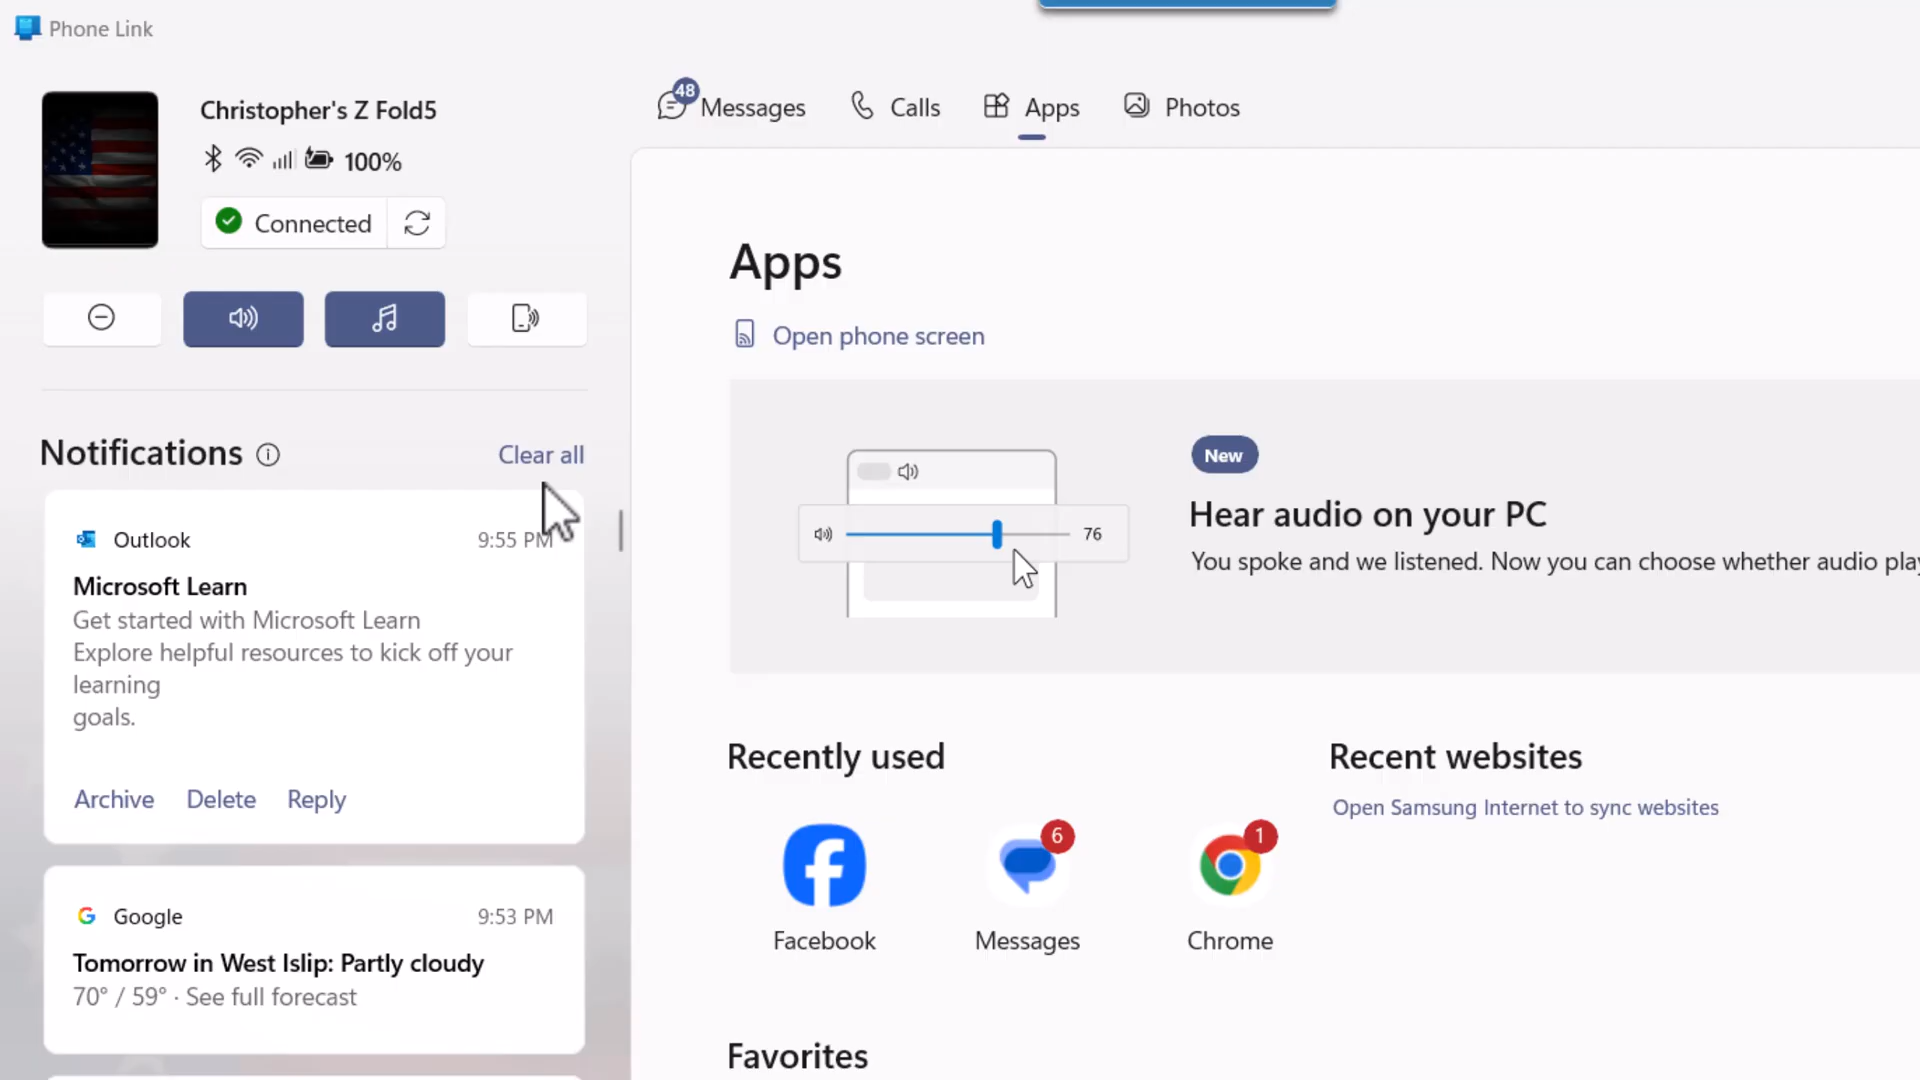 Phone Link
Christopher's Z Fold5
100%
Connected
48
Messages
Calls
Apps
Photos
Apps
Open phone screen
76
New
Hear audio on your PC
You spoke and we listened. Now you can choose whether audio play
Notifications
Clear all
Outlook
9:55 PM
Microsoft Learn
Get started with Microsoft Learn
Explore helpful resources to kick off your
learning
goals.
Archive
Delete
Reply
Google
9:53 PM
Tomorrow in West Islip: Partly cloudy
70° / 59° · See full forecast
Recently used
Facebook
6
Messages
1
Chrome
Recent websites
Open Samsung Internet to sync websites
Favorites